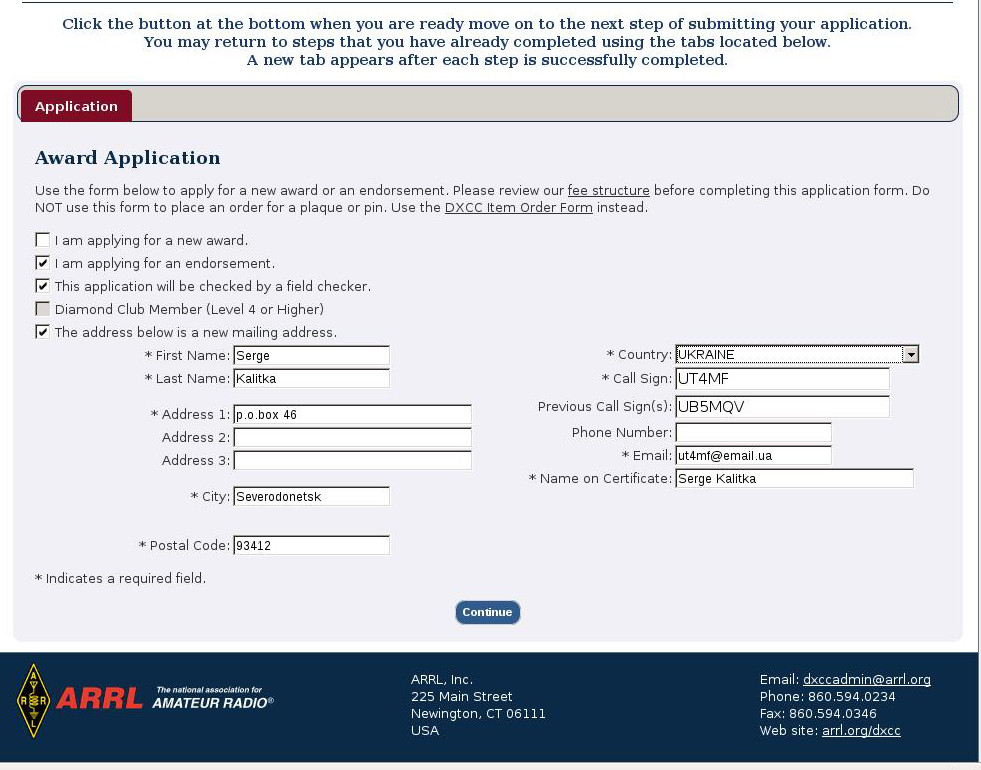 Click the button at the bottom when you are ready move on to the next step of submitting your application.
You may return to steps that you have already completed using the tabs located below.
A new tab appears after each step is successfully completed.
Application
Award Application
Use the form below to apply for a new award or an endorsement. Please review our fee structure before completing this application form. Do
NOT use this form to place an order for a plaque or pin. Use the DXCC Item Order Form instead.
I am applying for a new award.
I am applying for an endorsement.
This application will be checked by a field checker.
Diamond Club Member (Level 4 or Higher)
The address below is a new mailing address.
* First Name: Serge
* Last Name: Kalitka
* Address 1: p.o.box 46
Address 2:
Address 3:
* City: Severodonetsk
* Postal Code: 93412
* Country: UKRAINE
* Call Sign: UT4MF
Previous Call Sign(s): UB5MQV
Phone Number:
* Email: ut4mf@email.ua
* Name on Certificate: Serge Kalitka
* Indicates a required field.
Continue
A
R R
L
ARRL
The national association for
AMATEUR RADIO®
ARRL, Inc.
225 Main Street
Newington, CT 06111
USA
Email: dxccadmin@arrl.org
Phone: 860.594.0234
Fax: 860.594.0346
Web site: arrl.org/dxcc